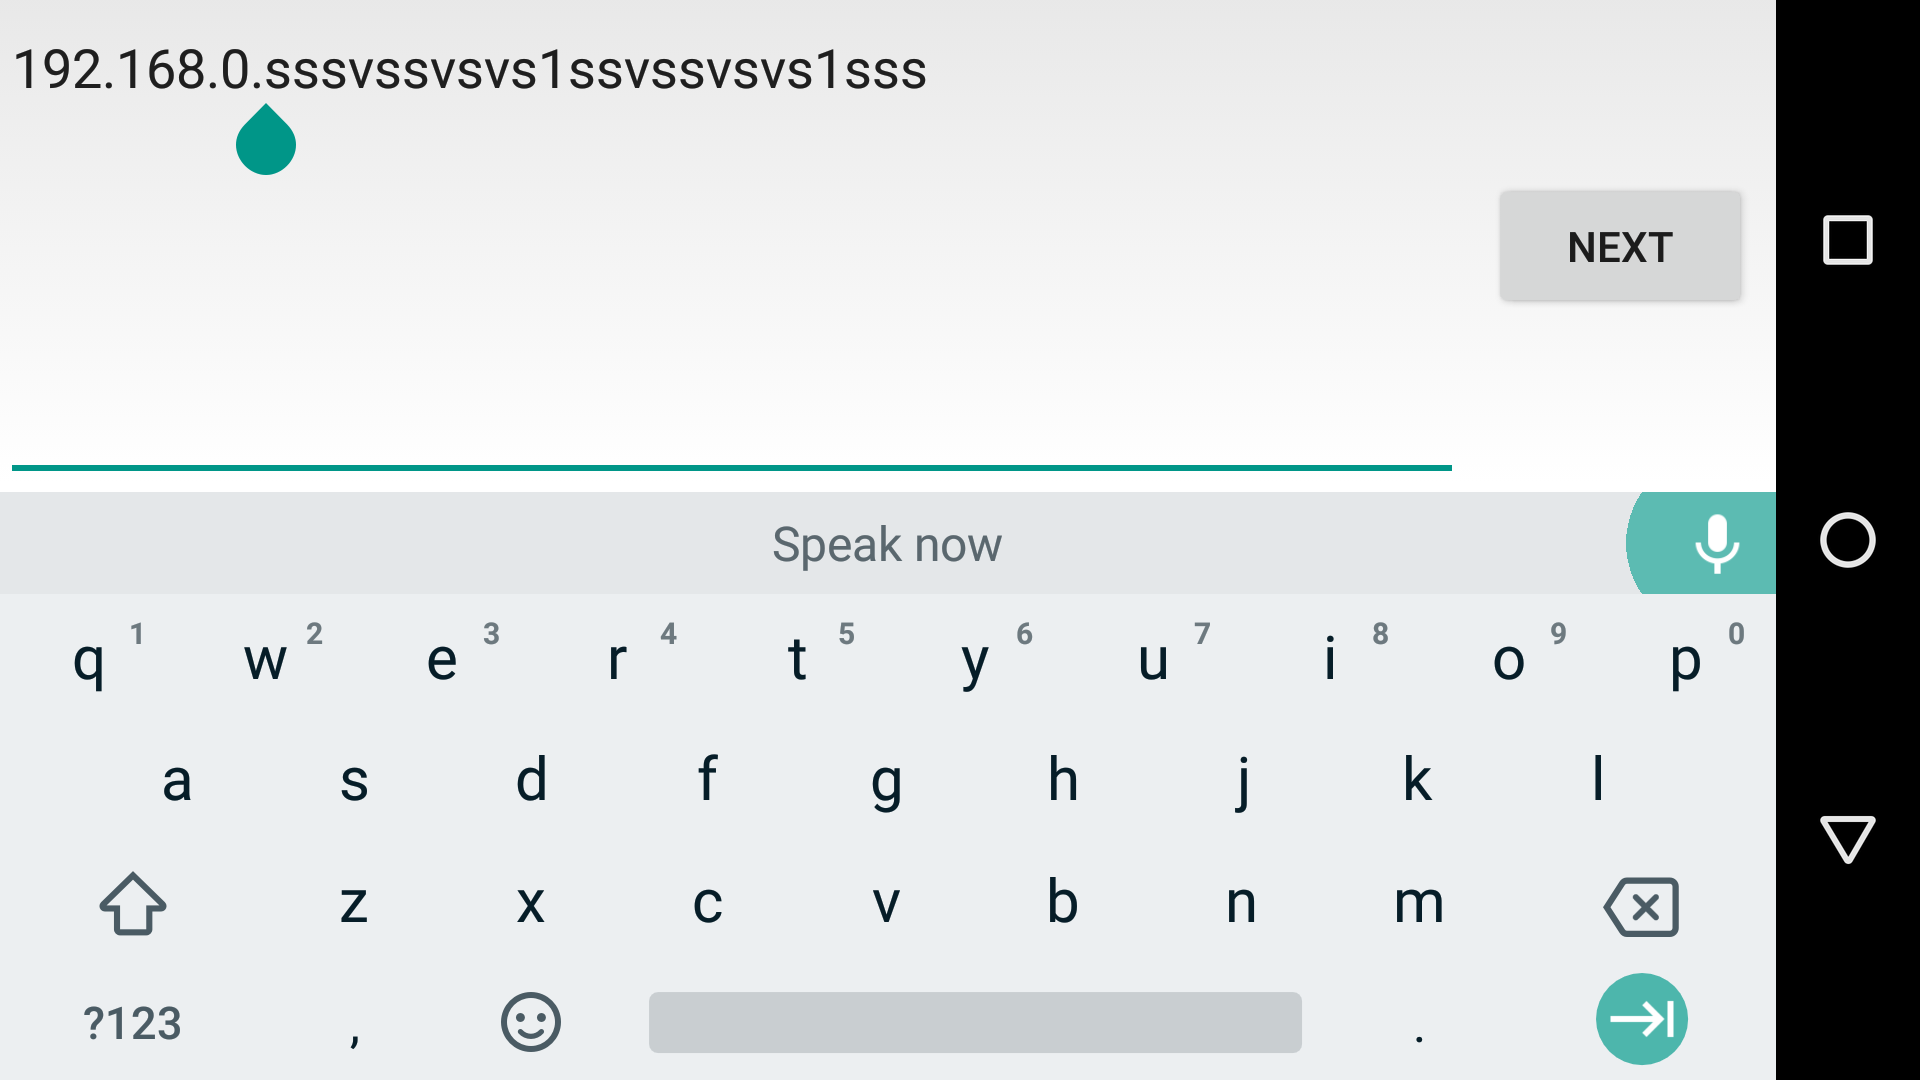 192.168.0.sssvssvsvs1ssvssvsvs1sss
NEXT
Speak now
q 1 w 2 e 3 r 4 t 5 y 6 u 7 i 8 o 9 p 0
a s d f g h j k l
z x c v b n m
?123 , .